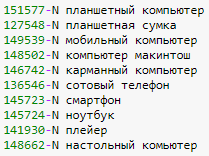 151577-N планшетный компьютер
127548-N планшетная сумка
149539-N мобильный компьютер
148502-N компьютер макинтош
146742-N карманный компьютер
136546-N сотовый телефон
145723-N смартфон
145724-N ноутбук
141930-N плейер
148662-N настольный комьютер